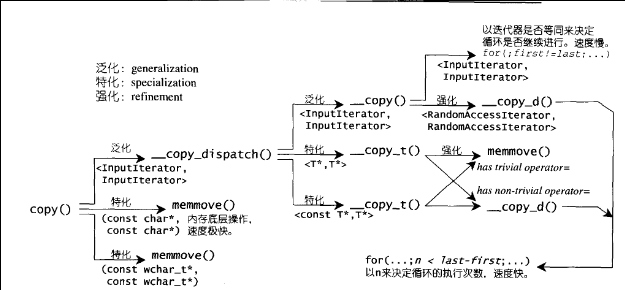 以迭代器是否等同来决定
循环是否继续进行。速度慢。
for(;first!=last;...)
<InputIterator,
InputIterator>
泛化：generalization
特化：specialization
强化：refinement
泛化
__copy()
<InputIterator,
InputIterator>
强化
__copy_d()
<RandomAccessIterator,
RandomAccessIterator>
泛化
__copy_dispatch()
<InputIterator,
InputIterator>
特化
__copy_t()
<T*,T*>
强化
memmove()
has trivial operator=
has non-trivial operator=
特化
__copy_t()
<const T*,T*>
__copy_d()
copy()
特化
memmove()
(const char*, 内存底层操作，
const char*) 速度极快。
特化
memmove()
(const wchar_t*,
const wchar_t*)
for(...;n < last-first;...)
以n来决定循环的执行次数，速度快。